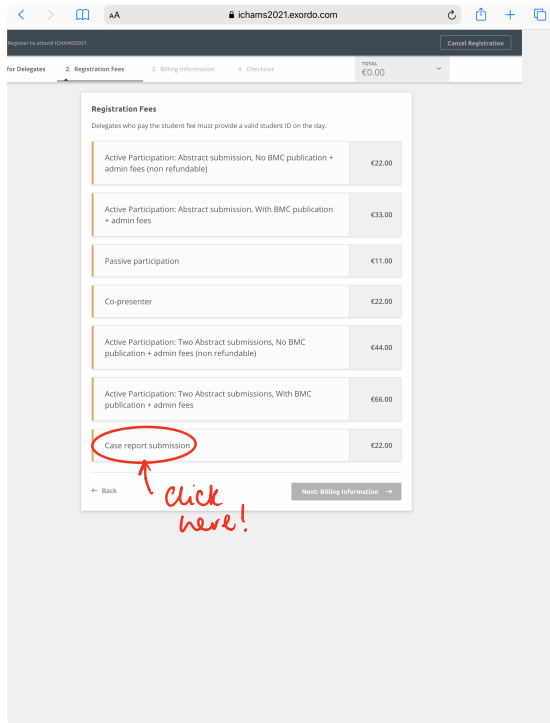 AA
ichams2021.exordo.com
Register to attend ICHAMS2021
Cancel Registration
for Delegates
2. Registration Fees
3. Billing Information
4. Checkout
TOTAL
€0.00
Registration Fees
Delegates who pay the student fee must provide a valid student ID on the day.
Active Participation: Abstract submission, No BMC publication +
admin fees (non refundable)
€22.00
Active Participation: Abstract submission, With BMC publication
+ admin fees
€33.00
Passive participation
€11.00
Co-presenter
€22.00
Active Participation: Two Abstract submissions, No BMC
publication + admin fees (non refundable)
€44.00
Active Participation: Two Abstract submissions, With BMC
publication + admin fees
€66.00
Case report submission
€22.00
← Back
Next: Billing Information →
Click
here!